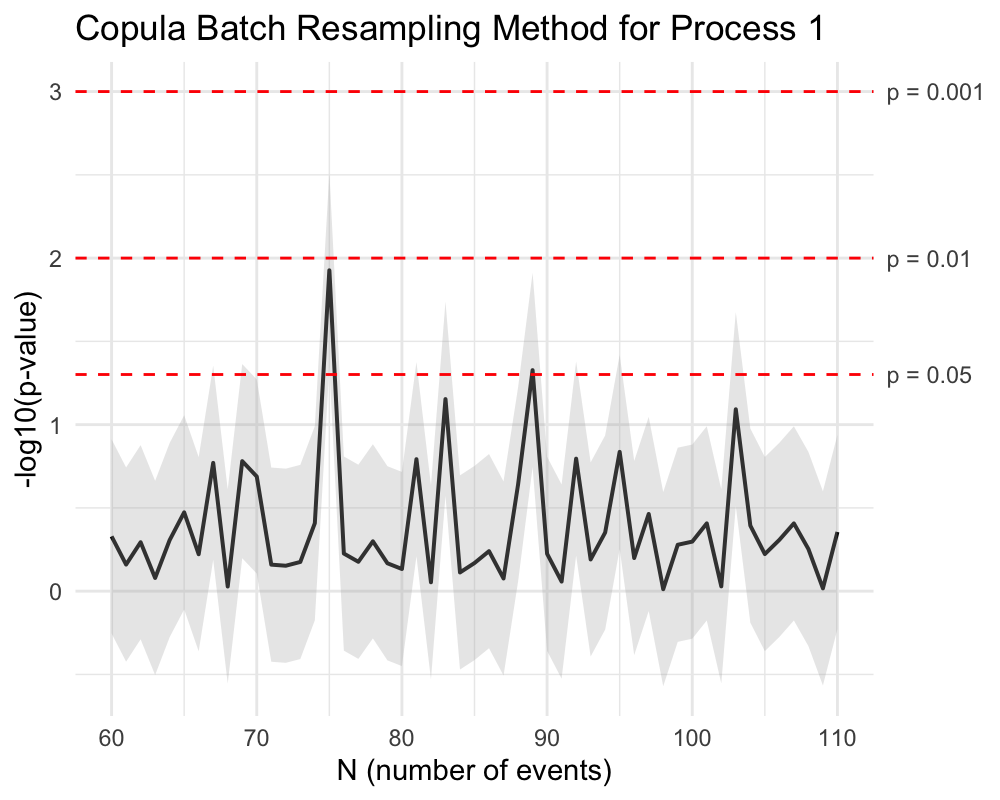 Copula Batch Resampling Method for Process 1
3
p = 0.001
2
p = 0.01
p = 0.05
1
0
-log10(p-value)
60 70 80 90 100 110
N (number of events)